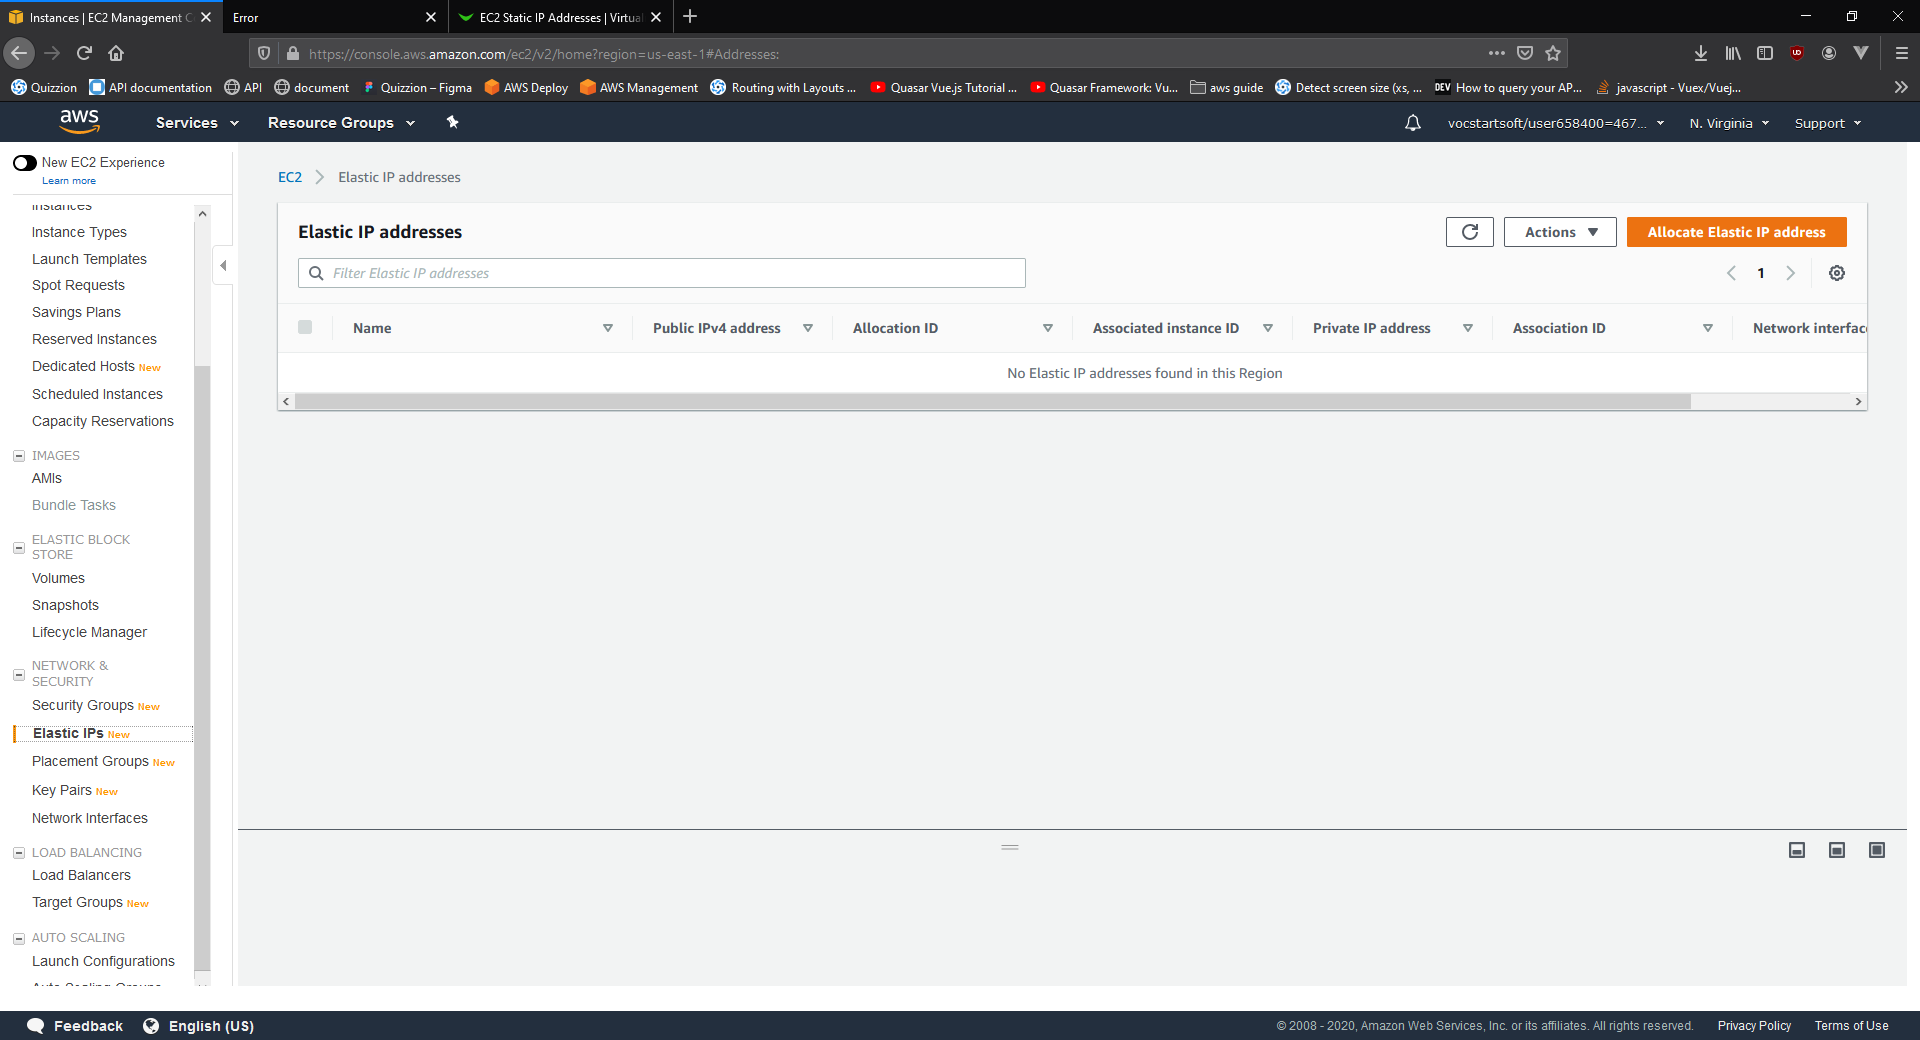 Instances | EC2 Management C
Error
EC2 Static IP Addresses | Virtual
https://console.aws.amazon.com/ec2/v2/home?region=us-east-1#Addresses:
Quizzion
API documentation
API
document
Quizzion – Figma
AWS Deploy
AWS Management
Routing with Layouts ...
Quasar Vue.js Tutorial ...
Quasar Framework: Vu...
aws guide
Detect screen size (xs, ...
DEV How to query your AP...
javascript - Vuex/Vuej...
aws
Services
Resource Groups
vocstartsoft/user658400=467...
N. Virginia
Support
New EC2 Experience
Learn more
Instances
Instance Types
Launch Templates
Spot Requests
Savings Plans
Reserved Instances
Dedicated Hosts New
Scheduled Instances
Capacity Reservations
IMAGES
AMIs
Bundle Tasks
ELASTIC BLOCK
STORE
Volumes
Snapshots
Lifecycle Manager
NETWORK &
SECURITY
Security Groups New
Elastic IPs New
Placement Groups New
Key Pairs New
Network Interfaces
LOAD BALANCING
Load Balancers
Target Groups New
AUTO SCALING
Launch Configurations
Auto Scaling Groups
EC2
Elastic IP addresses
Elastic IP addresses
Actions
Allocate Elastic IP address
Filter Elastic IP addresses
1
Name
Public IPv4 address
Allocation ID
Associated instance ID
Private IP address
Association ID
Network interfac
No Elastic IP addresses found in this Region
Feedback
English (US)
© 2008 - 2020, Amazon Web Services, Inc. or its affiliates. All rights reserved.
Privacy Policy
Terms of Use